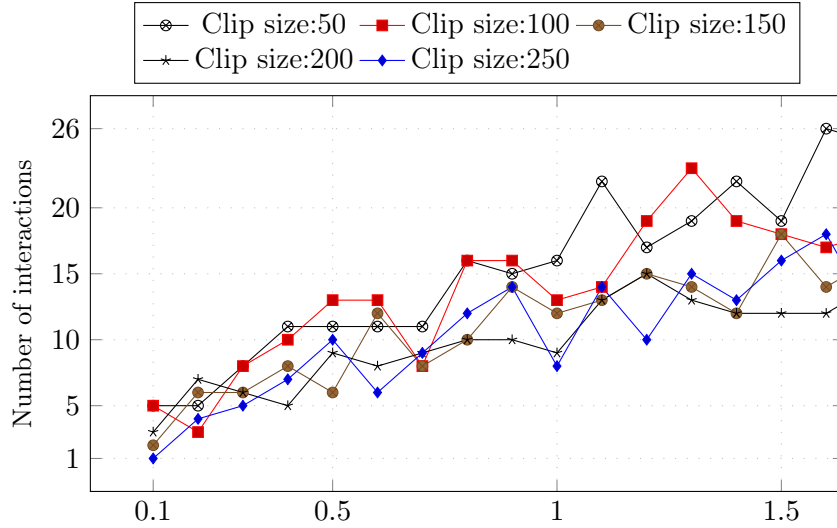 Clip size:50 Clip size:100 Clip size:150
Clip size:200 Clip size:250
Number of interactions
26
20
15
10
5
1
0.1 0.5 1 1.5